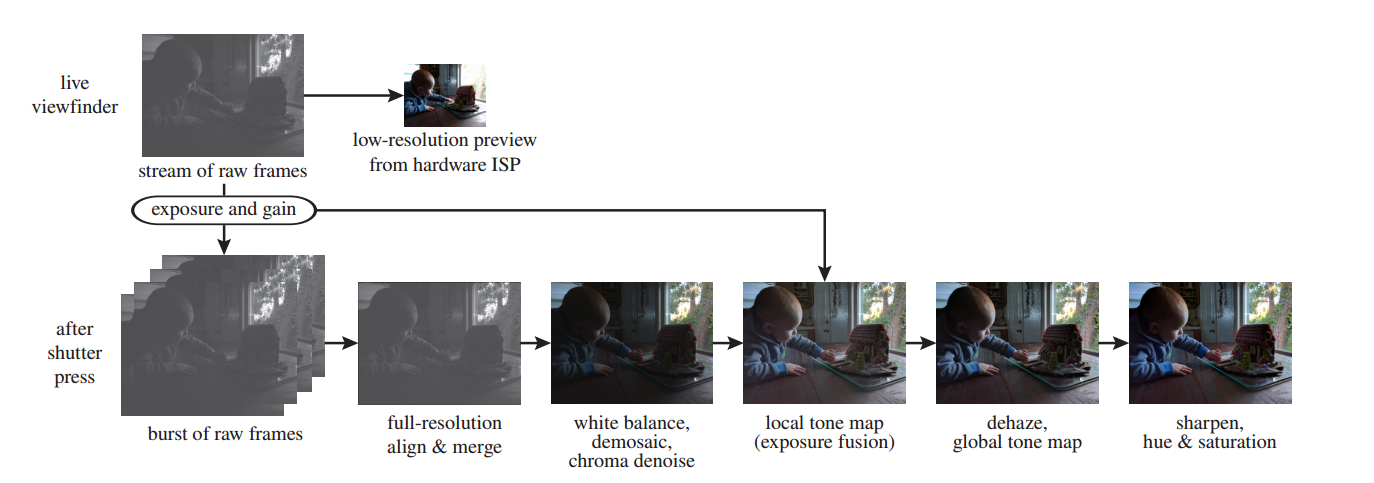 live
viewfinder
stream of raw frames
low-resolution preview
from hardware ISP
exposure and gain
after
shutter
press
burst of raw frames
full-resolution
align & merge
white balance,
demosaic,
chroma denoise
local tone map
(exposure fusion)
dehaze,
global tone map
sharpen,
hue & saturation